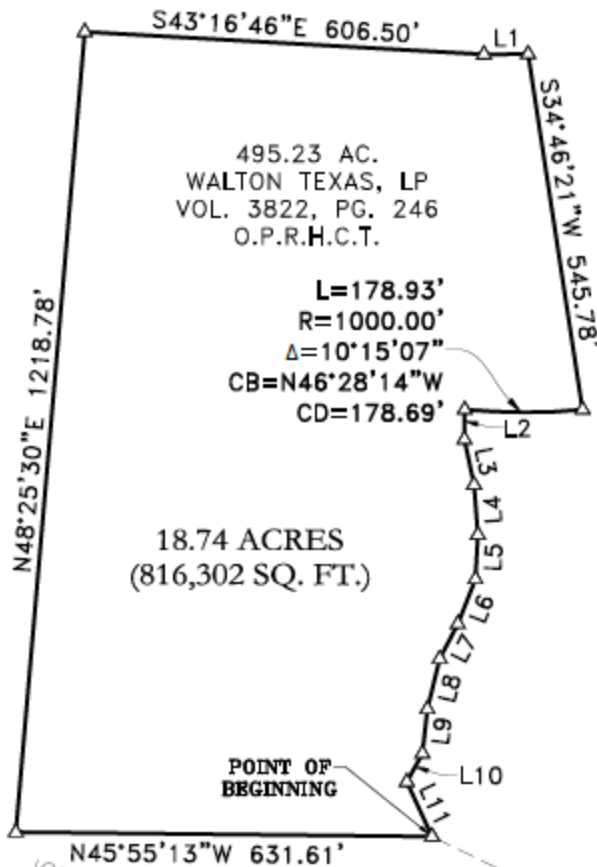 S43°16'46"E 606.50'
L1
S34°46'21"W 545.78'
495.23 AC.
WALTON TEXAS, LP
VOL. 3822, PG. 246
O.P.R.H.C.T.
L=178.93'
R=1000.00'
Δ=10°15'07"
CB=N46°28'14"W
CD=178.69'
L2
L3
L4
L5
L6
L7
L8
L9
L10
L11
N48°25'30"E 1218.78'
18.74 ACRES
(816,302 SQ. FT.)
POINT OF
BEGINNING
N45°55'13"W 631.61'